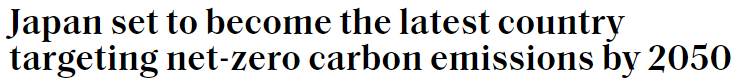 Japan set to become the latest country
targeting net-zero carbon emissions by 2050